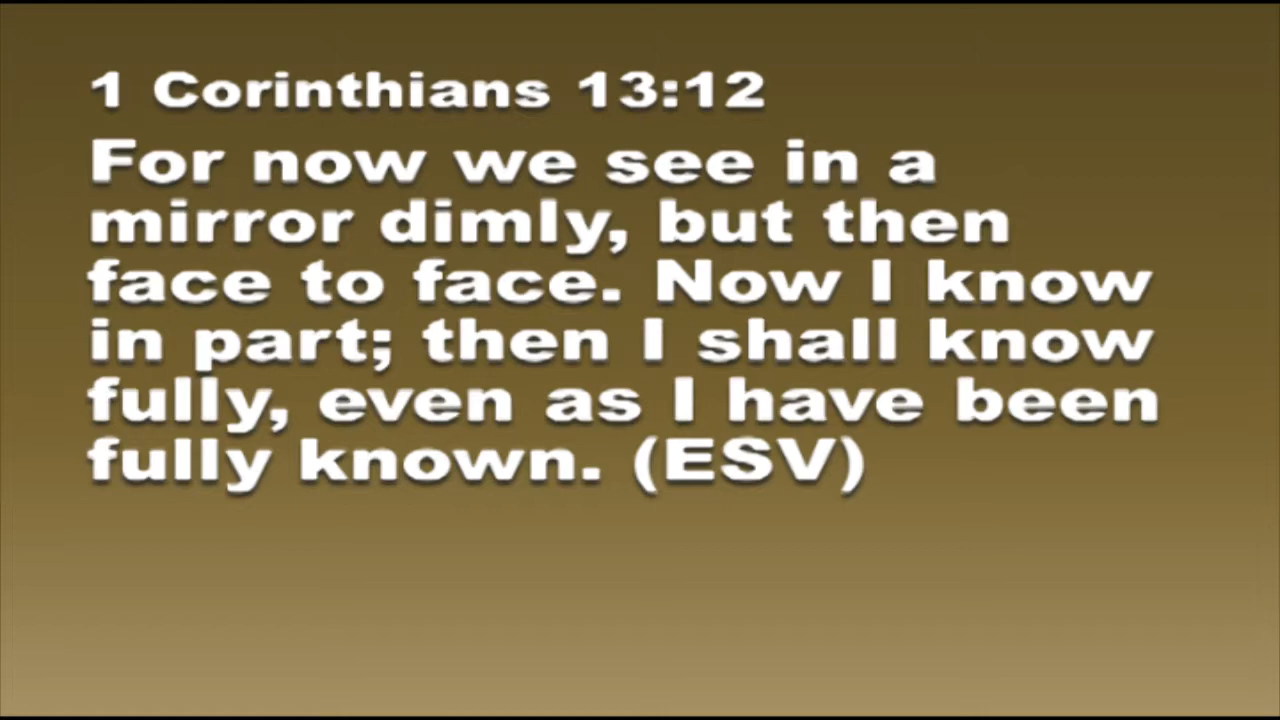 1 Corinthians 13:12
For now we see in a
mirror dimly, but then
face to face. Now I know
in part; then I shall know
fully, even as I have been
fully known. (ESV)